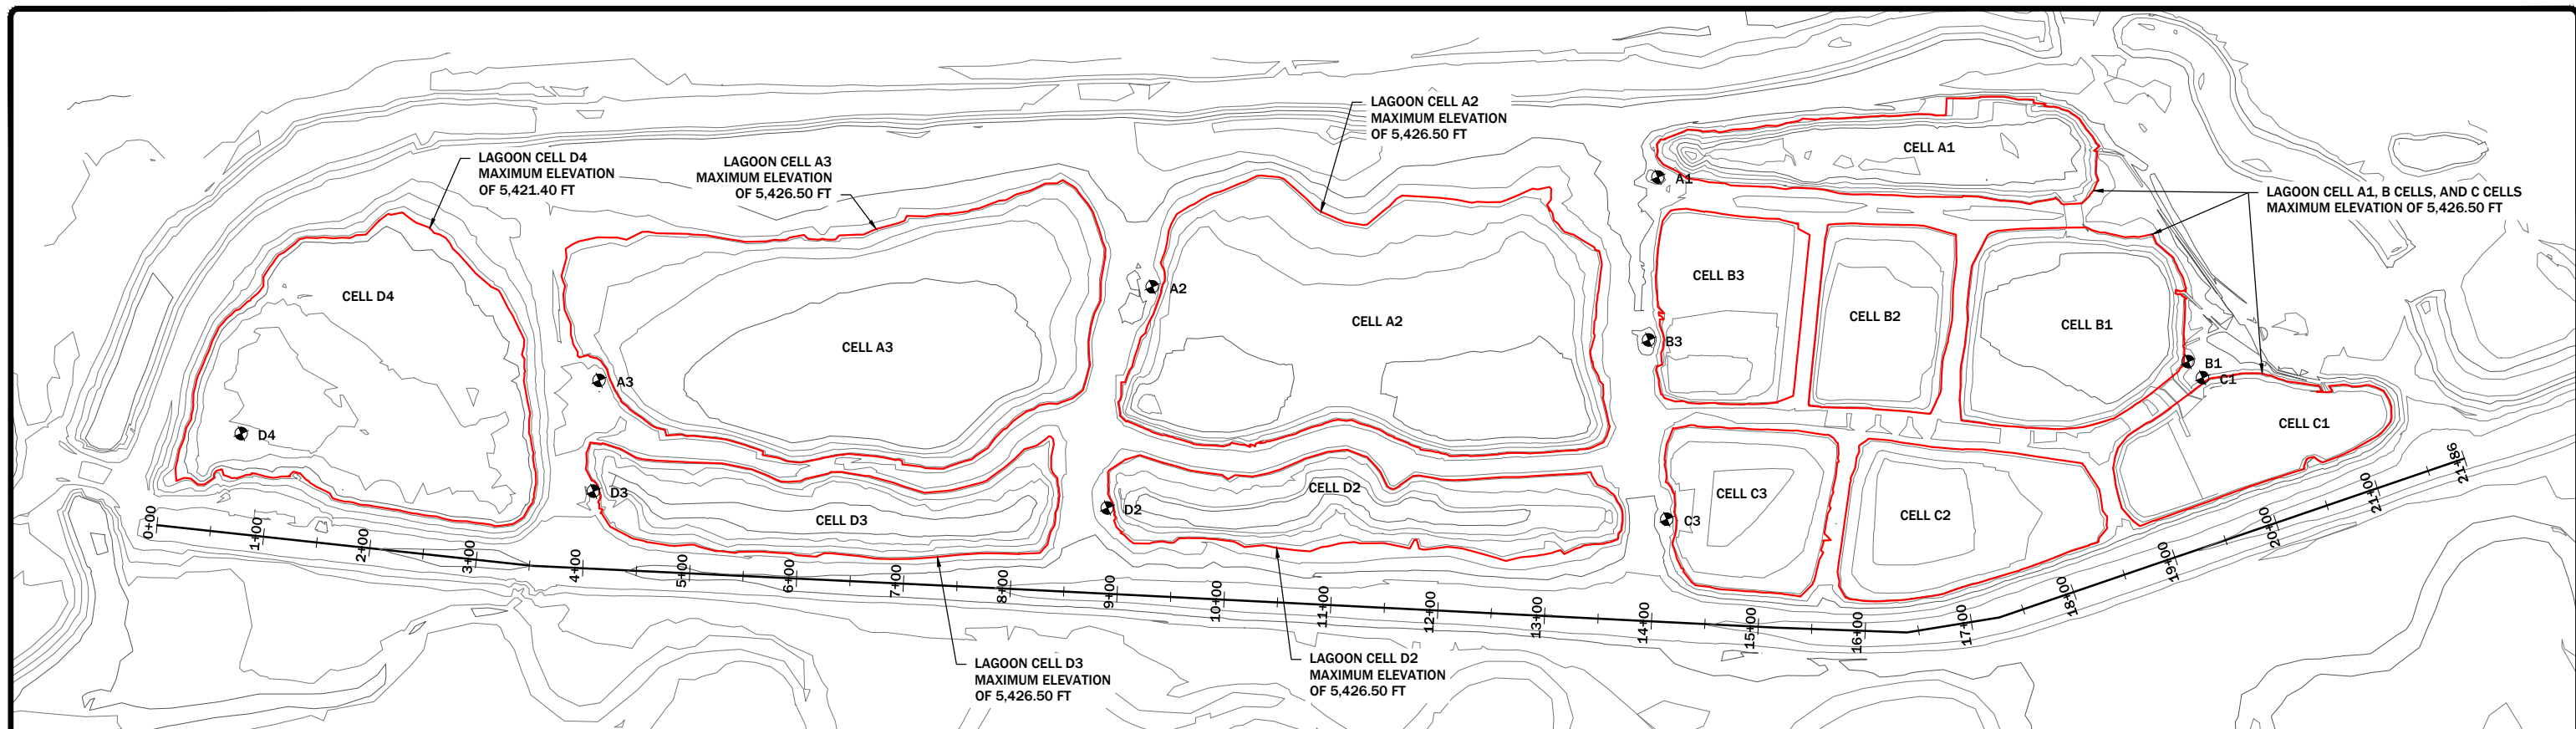 LAGOON CELL A2
MAXIMUM ELEVATION
OF 5,426.50 FT
LAGOON CELL D4
MAXIMUM ELEVATION
OF 5,421.40 FT
LAGOON CELL A3
MAXIMUM ELEVATION
OF 5,426.50 FT
CELL A1
A1
LAGOON CELL A1, B CELLS, AND C CELLS
MAXIMUM ELEVATION OF 5,426.50 FT
CELL D4
A2
CELL B3
CELL A2
CELL B2
CELL B1
CELL A3
B3
A3
B1
C1
D4
CELL C1
D3
CELL D3
D2
CELL D2
CELL C3
C3
CELL C2
0+00
1+00
2+00
3+00
4+00
5+00
6+00
7+00
8+00
9+00
10+00
11+00
12+00
13+00
14+00
15+00
16+00
17+00
18+00
19+00
20+00
21+00
21+86
LAGOON CELL D3
MAXIMUM ELEVATION
OF 5,426.50 FT
LAGOON CELL D2
MAXIMUM ELEVATION
OF 5,426.50 FT